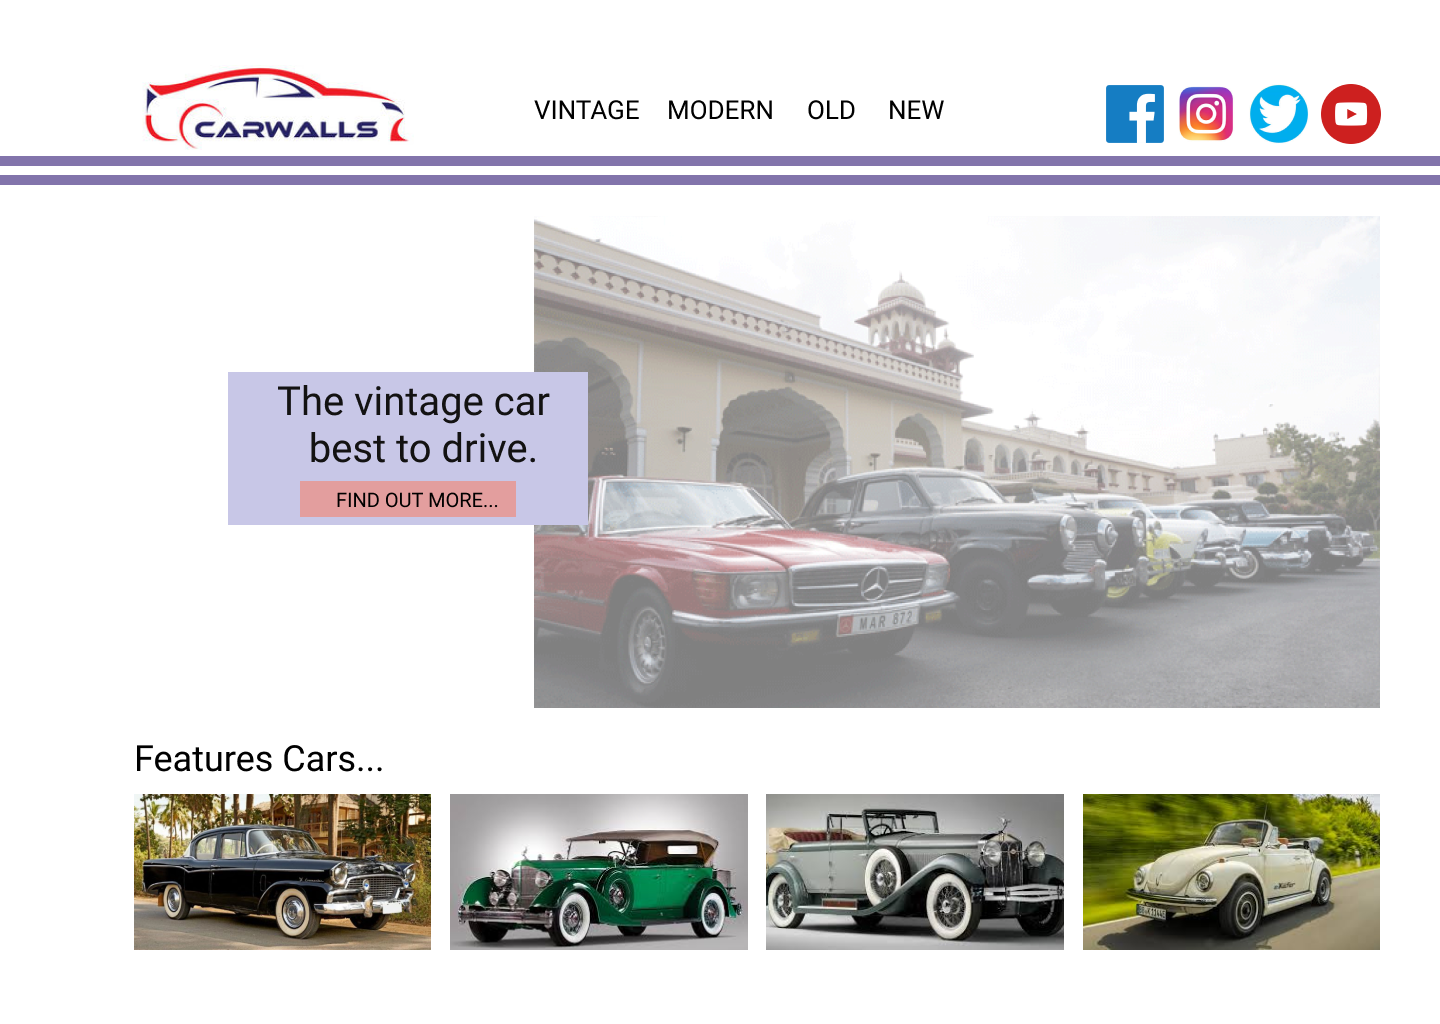 CARWALLS
VINTAGE MODERN OLD NEW
The vintage car
best to drive.
FIND OUT MORE...
MAR 872
Features Cars...